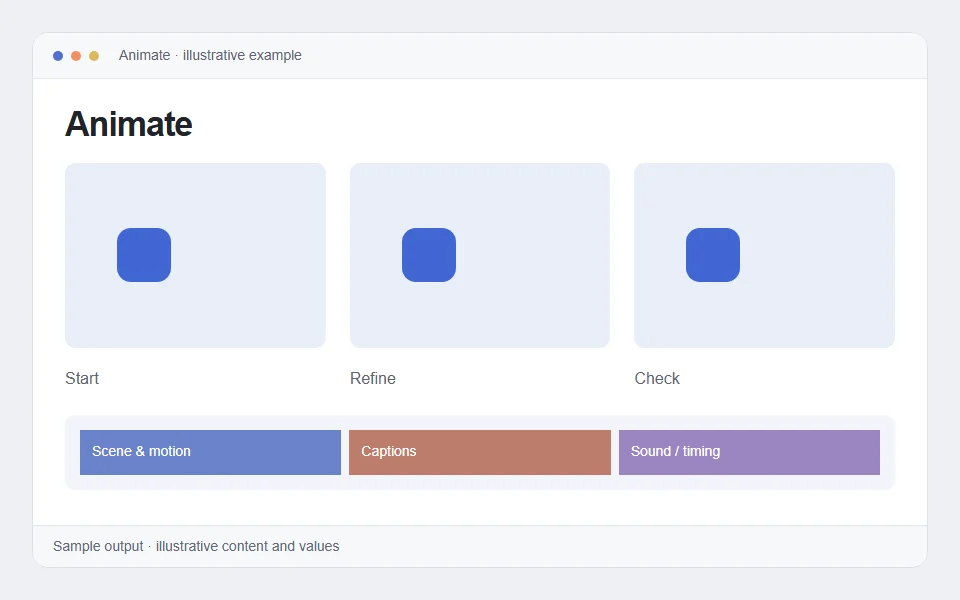 Animate · illustrative example
Animate
Start
Refine
Check
Scene & motion
Captions
Sound / timing
Sample output · illustrative content and values